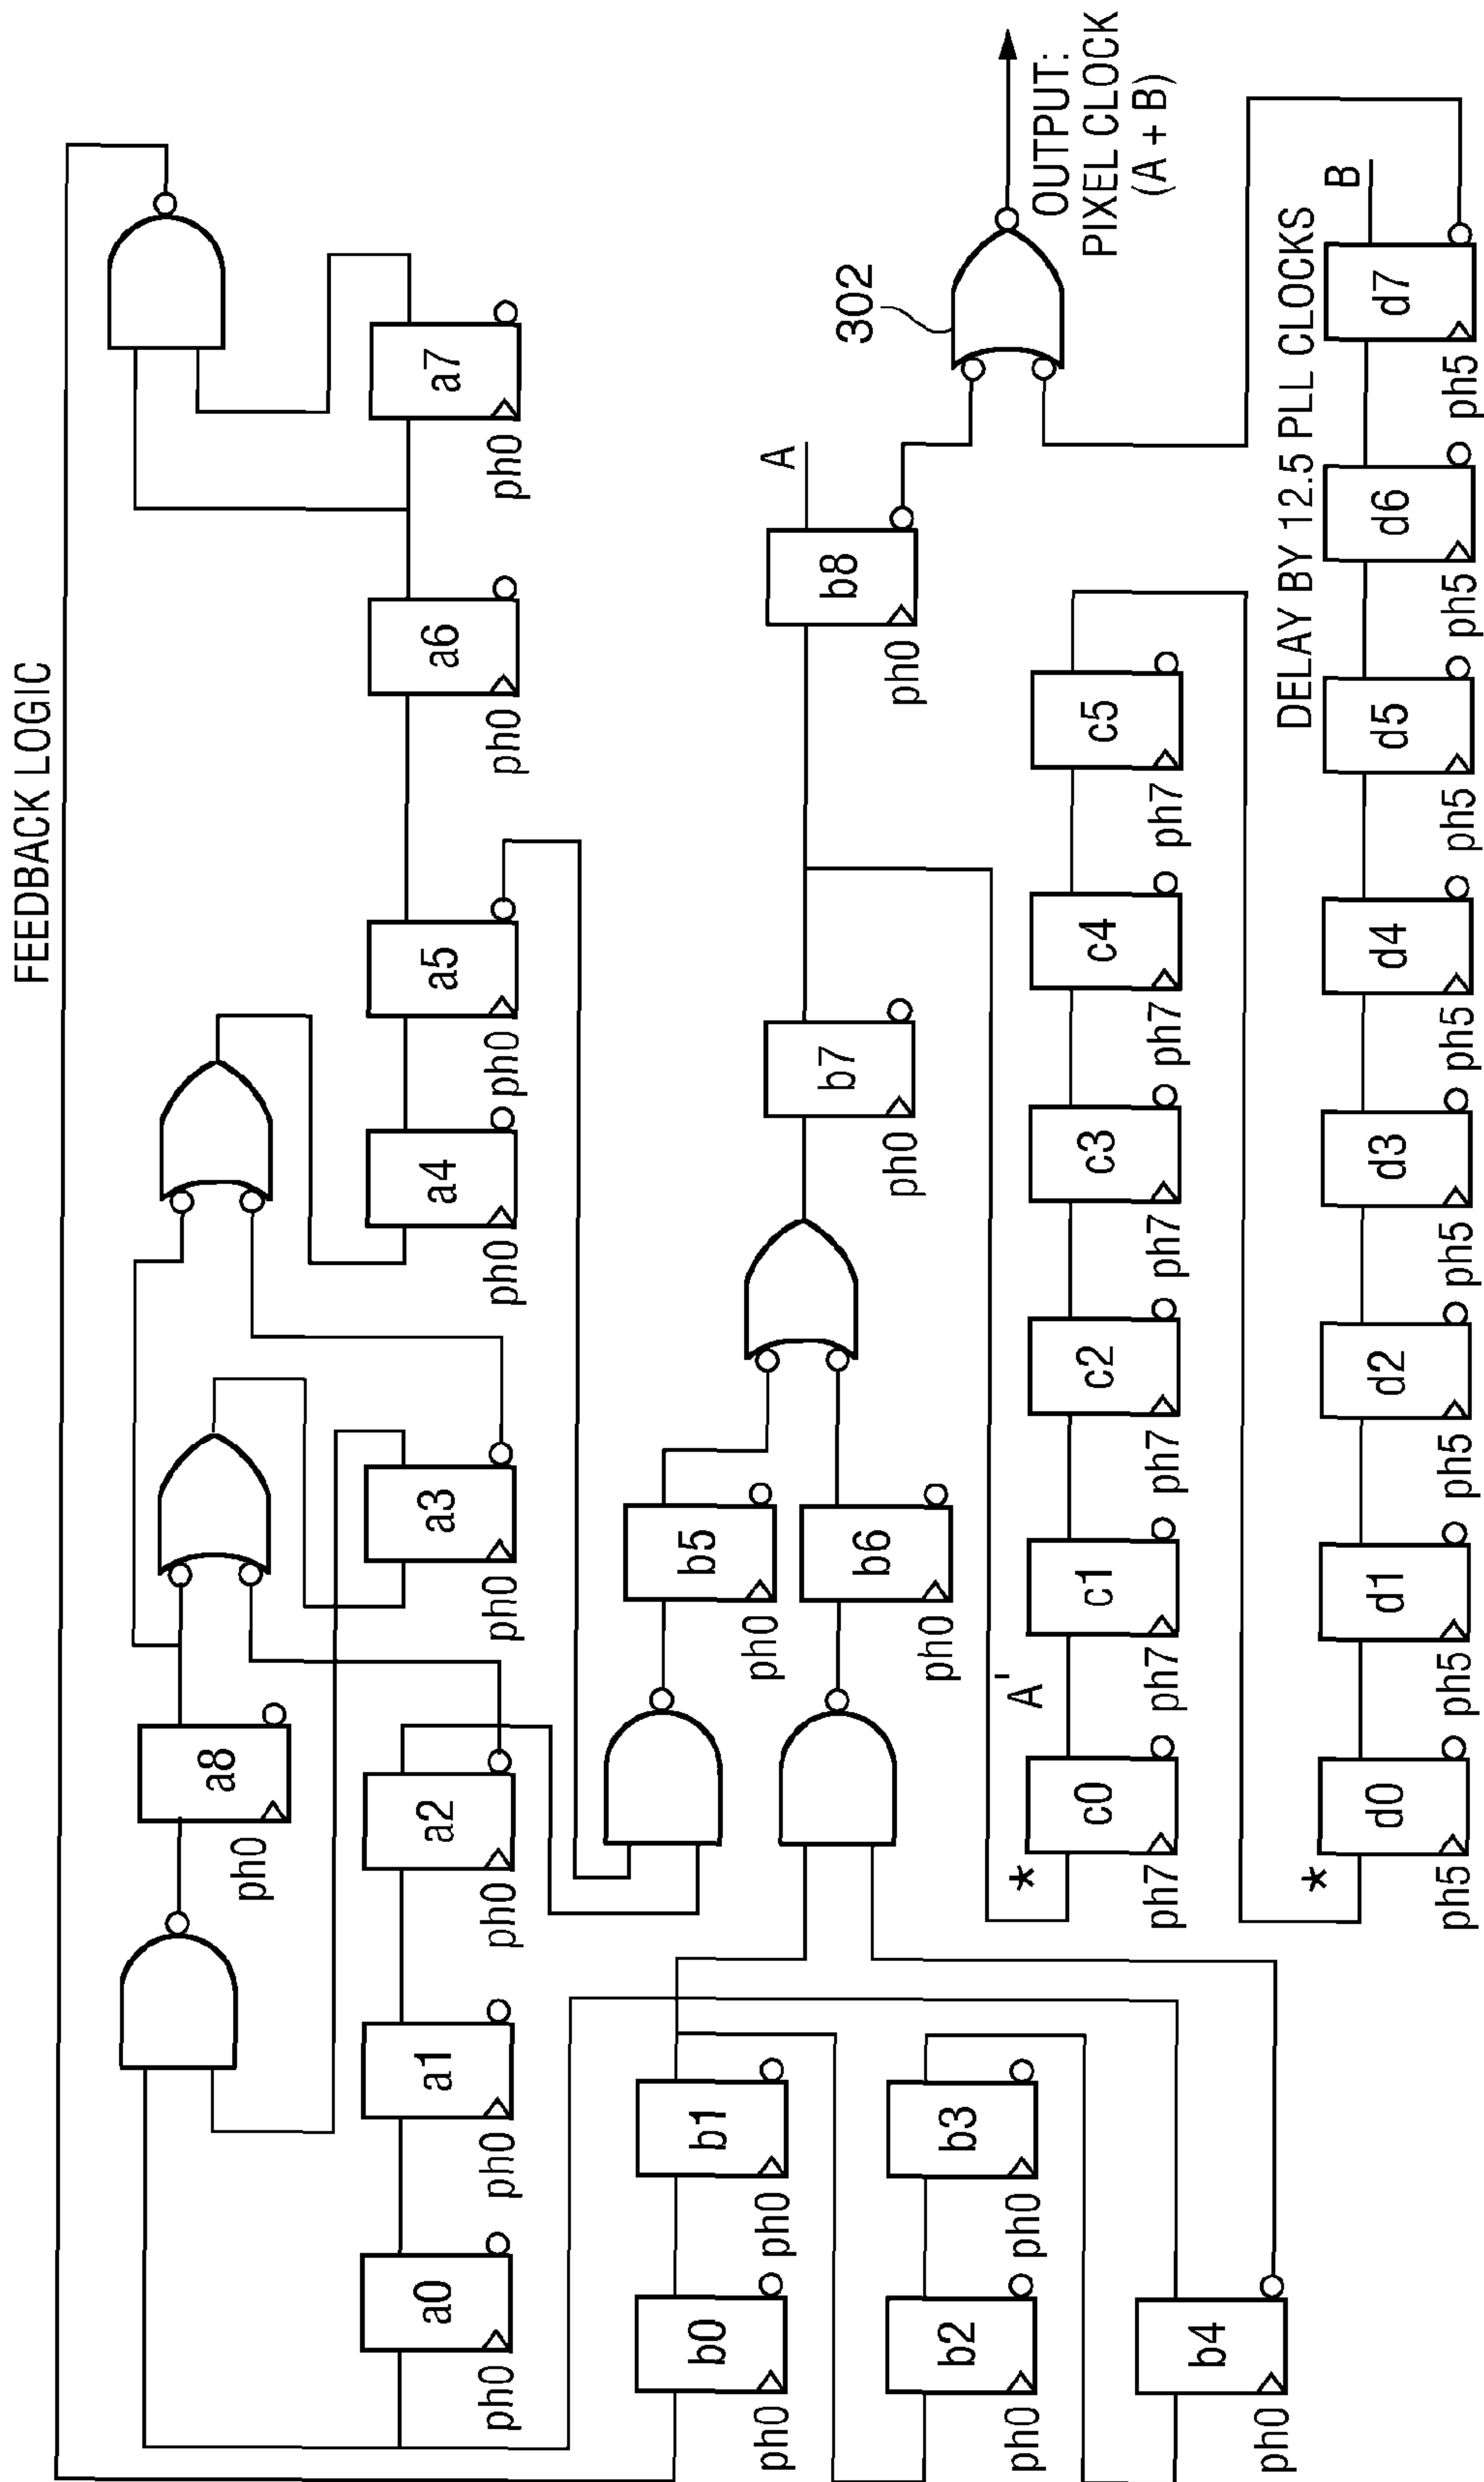 FEEDBACK LOGIC
a8
ph0
a0
ph0
a1
ph0
a2
ph0
a3
ph0
a4
ph0
a5
ph0
a6
ph0
a7
ph0
b0
ph0
b1
ph0
b5
ph0
b2
ph0
b3
ph0
b6
ph0
b7
ph0
b8
ph0
A
302
OUTPUT:
PIXEL CLOCK
(A + B)
b4
ph0
*
c0
ph7
A'
c1
ph7
c2
ph7
c3
ph7
c4
ph7
c5
ph7
DELAY BY 12.5 PLL CLOCKS
*
d0
ph5
d1
ph5
d2
ph5
d3
ph5
d4
ph5
d5
ph5
d6
ph5
d7
ph5
B